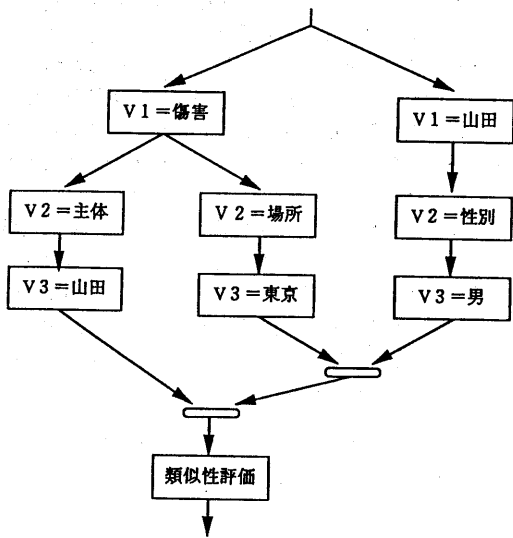 V1=傷害
V1=山田
V2=主体
V2=場所
V2=性別
V3=山田
V3=東京
V3=男
類似性評価